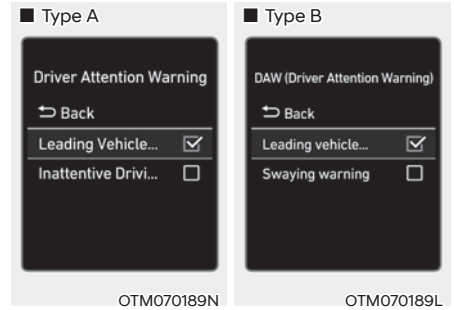 ■ Type A
Driver Attention Warning
⮌ Back
Leading Vehicle...
Inattentive Drivi...
OTM070189N
■ Type B
DAW (Driver Attention Warning)
⮌ Back
Leading vehicle...
Swaying warning
OTM070189L